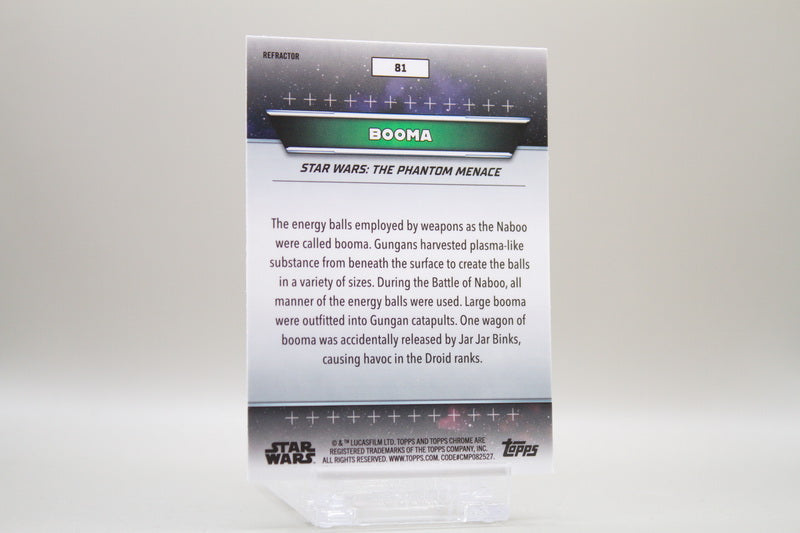 REFRACTOR
81
BOOMA
STAR WARS: THE PHANTOM MENACE
The energy balls employed by weapons as the Naboo
were called booma. Gungans harvested plasma-like
substance from beneath the surface to create the balls
in a variety of sizes. During the Battle of Naboo, all
manner of the energy balls were used. Large booma
were outfitted into Gungan catapults. One wagon of
booma was accidentally released by Jar Jar Binks,
causing havoc in the Droid ranks.
STAR
WARS
© & ™ LUCASFILM LTD. TOPPS AND TOPPS CHROME ARE
REGISTERED TRADEMARKS OF THE TOPPS COMPANY, INC.
ALL RIGHTS RESERVED. WWW.TOPPS.COM. CODE#CMP082527.
Topps